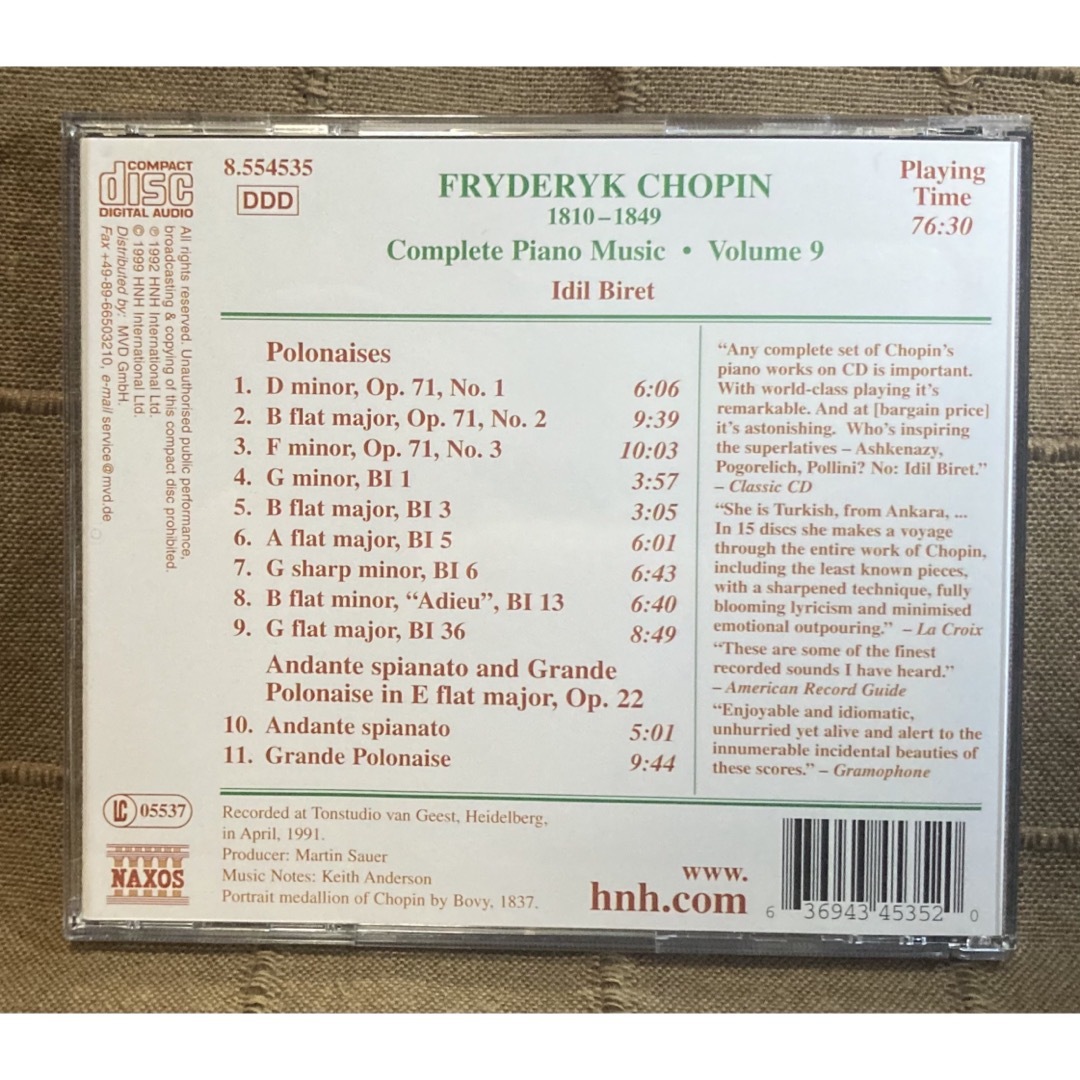 COMPACT
disc
DIGITAL AUDIO
8.554535
DDD
FRYDERYK CHOPIN
1810–1849
Complete Piano Music • Volume 9
Idil Biret
Playing
Time
76:30
All rights reserved. Unauthorised public performance,
broadcasting & copying of this compact disc prohibited.
℗ 1992 HNH International Ltd.
© 1999 HNH International Ltd.
Distributed by: MVD GmbH.
Fax +49-89-66503210, e-mail service@mvd.de
Polonaises
1. D minor, Op. 71, No. 1 6:06
2. B flat major, Op. 71, No. 2 9:39
3. F minor, Op. 71, No. 3 10:03
4. G minor, BI 1 3:57
5. B flat major, BI 3 3:05
6. A flat major, BI 5 6:01
7. G sharp minor, BI 6 6:43
8. B flat minor, “Adieu”, BI 13 6:40
9. G flat major, BI 36 8:49
Andante spianato and Grande
Polonaise in E flat major, Op. 22
10. Andante spianato 5:01
11. Grande Polonaise 9:44
“Any complete set of Chopin’s
piano works on CD is important.
With world-class playing it’s
remarkable. And at [bargain price]
it’s astonishing. Who’s inspiring
the superlatives – Ashkenazy,
Pogorelich, Pollini? No: Idil Biret.”
– Classic CD
“She is Turkish, from Ankara, ...
In 15 discs she makes a voyage
through the entire work of Chopin,
including the least known pieces,
with a sharpened technique, fully
blooming lyricism and minimised
emotional outpouring.” – La Croix
“These are some of the finest
recorded sounds I have heard.”
– American Record Guide
“Enjoyable and idiomatic,
unhurried yet alive and alert to the
innumerable incidental beauties of
these scores.” – Gramophone
LC 05537
NAXOS
Recorded at Tonstudio van Geest, Heidelberg,
in April, 1991.
Producer: Martin Sauer
Music Notes: Keith Anderson
Portrait medallion of Chopin by Bovy, 1837.
www.
hnh.com
6 36943 45352 0